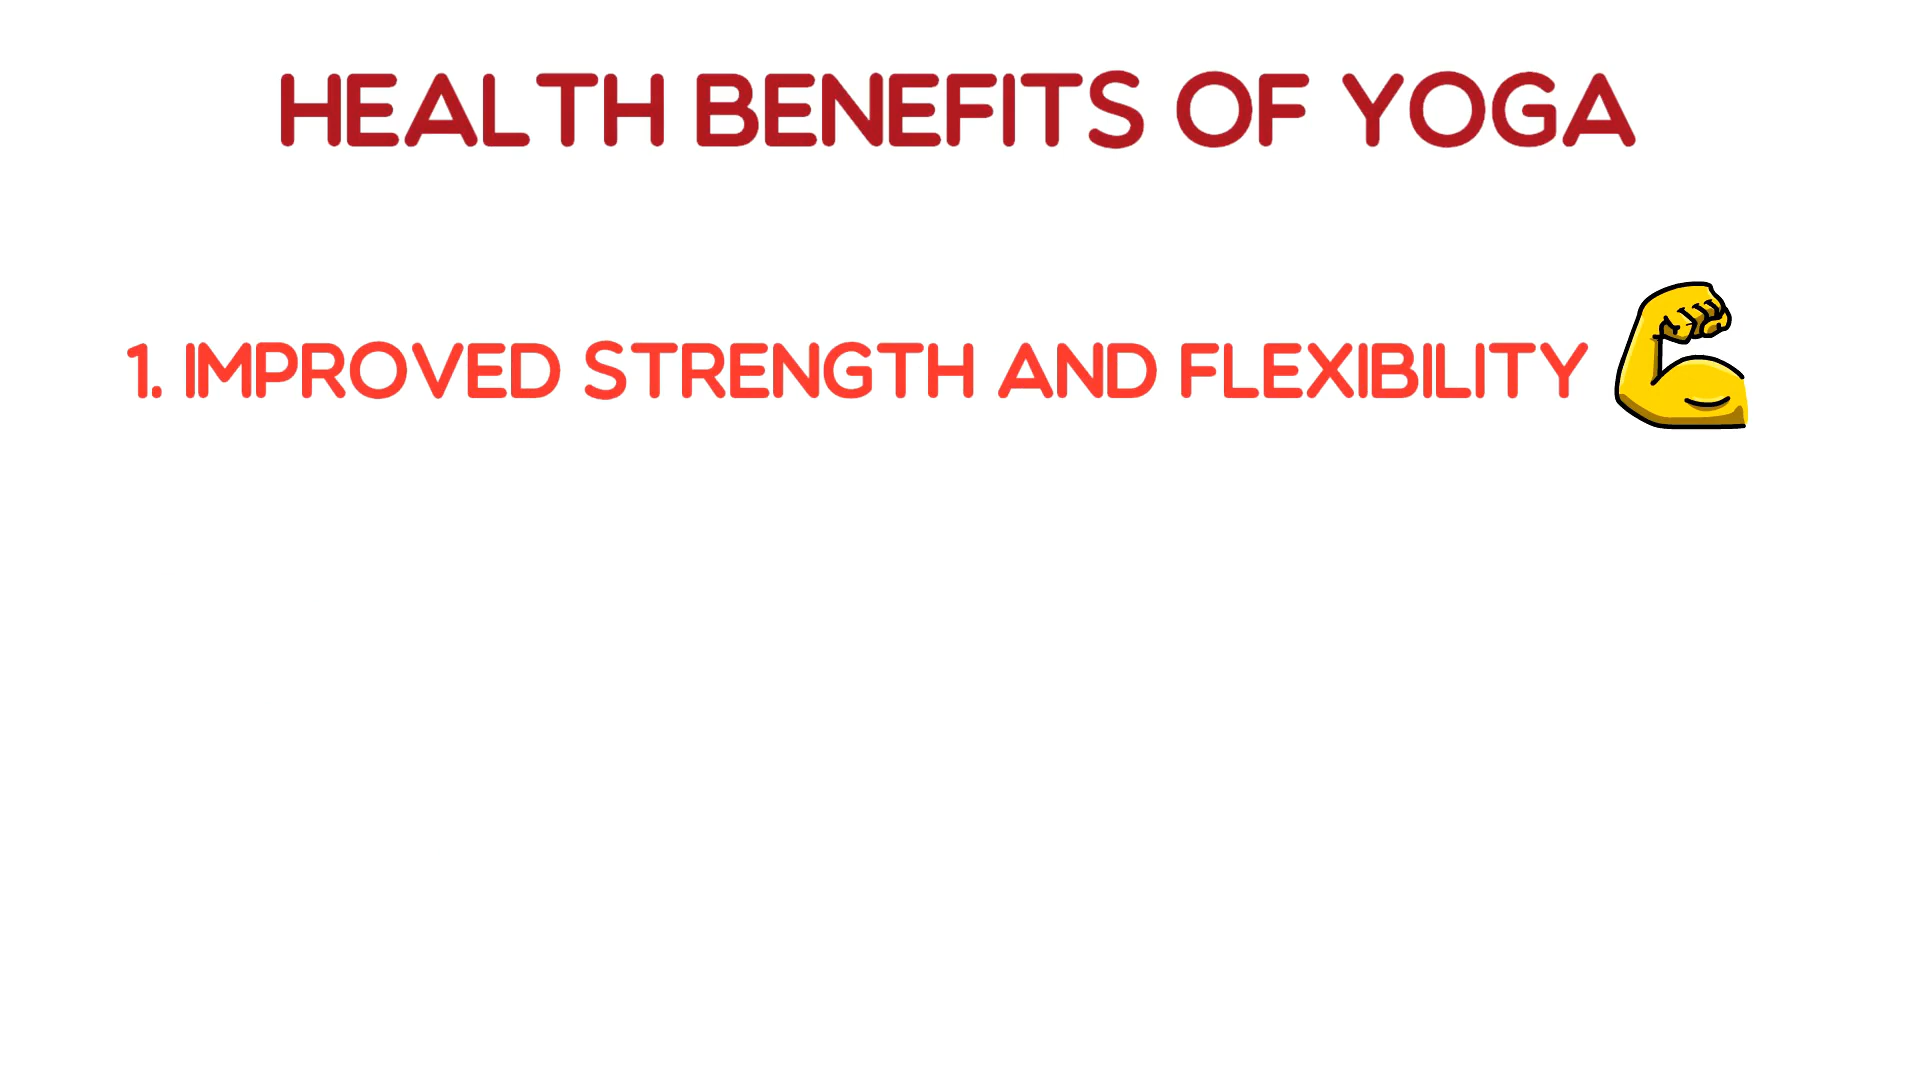 HEALTH BENEFITS OF YOGA
1. IMPROVED STRENGTH AND FLEXIBILITY